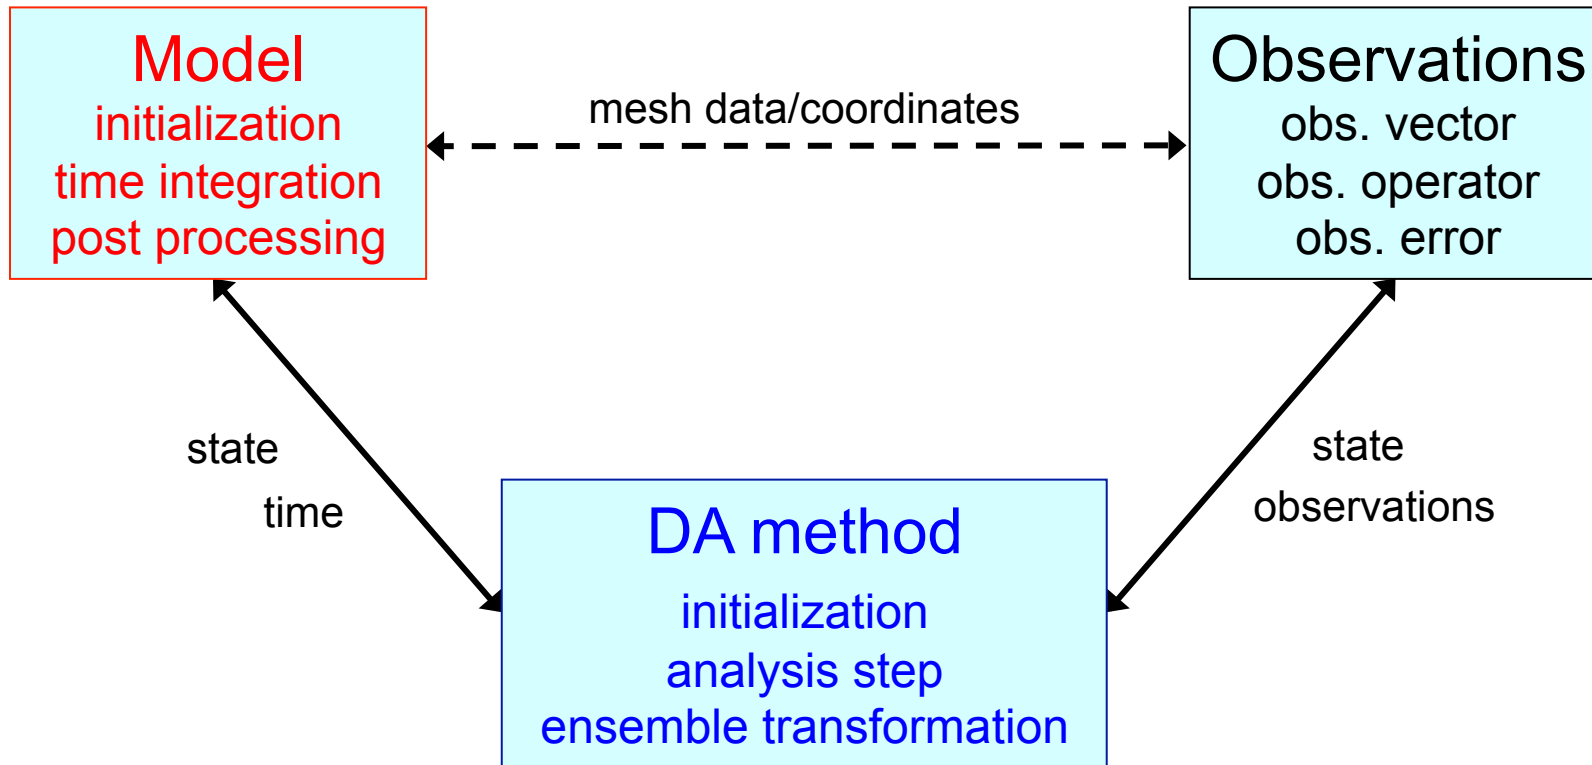 Model
initialization
time integration
post processing
mesh data/coordinates
Observations
obs. vector
obs. operator
obs. error
state
time
state
observations
DA method
initialization
analysis step
ensemble transformation